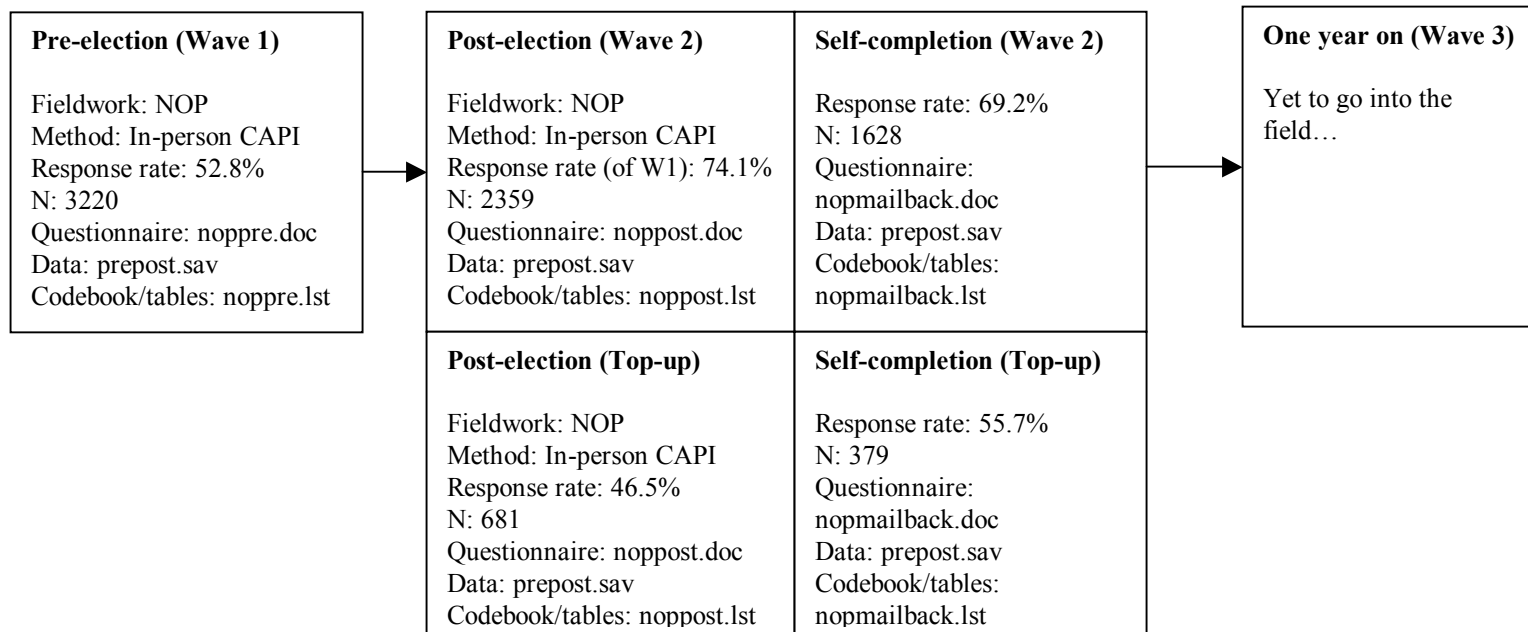 Pre-election (Wave 1)
Fieldwork: NOP
Method: In-person CAPI
Response rate: 52.8%
N: 3220
Questionnaire: noppre.doc
Data: prepost.sav
Codebook/tables: noppre.lst
Post-election (Wave 2)
Fieldwork: NOP
Method: In-person CAPI
Response rate (of W1): 74.1%
N: 2359
Questionnaire: noppost.doc
Data: prepost.sav
Codebook/tables: noppost.lst
Self-completion (Wave 2)
Response rate: 69.2%
N: 1628
Questionnaire:
nopmailback.doc
Data: prepost.sav
Codebook/tables:
nopmailback.lst
One year on (Wave 3)
Yet to go into the
field…
Post-election (Top-up)
Fieldwork: NOP
Method: In-person CAPI
Response rate: 46.5%
N: 681
Questionnaire: noppost.doc
Data: prepost.sav
Codebook/tables: noppost.lst
Self-completion (Top-up)
Response rate: 55.7%
N: 379
Questionnaire:
nopmailback.doc
Data: prepost.sav
Codebook/tables:
nopmailback.lst